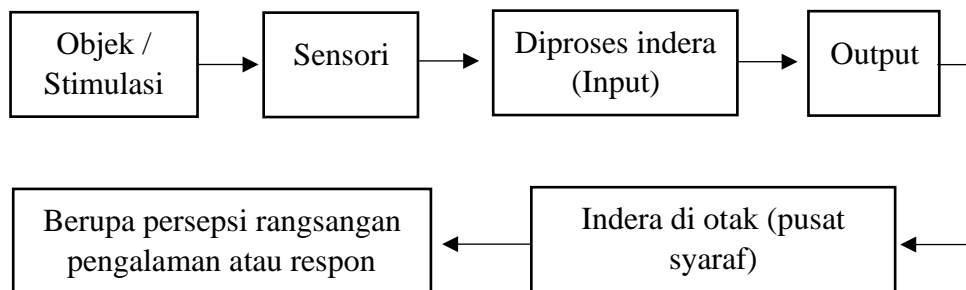 Objek /
Stimulasi
Sensori
Diproses indera
(Input)
Output
Berupa persepsi rangsangan
pengalaman atau respon
Indera di otak (pusat
syaraf)